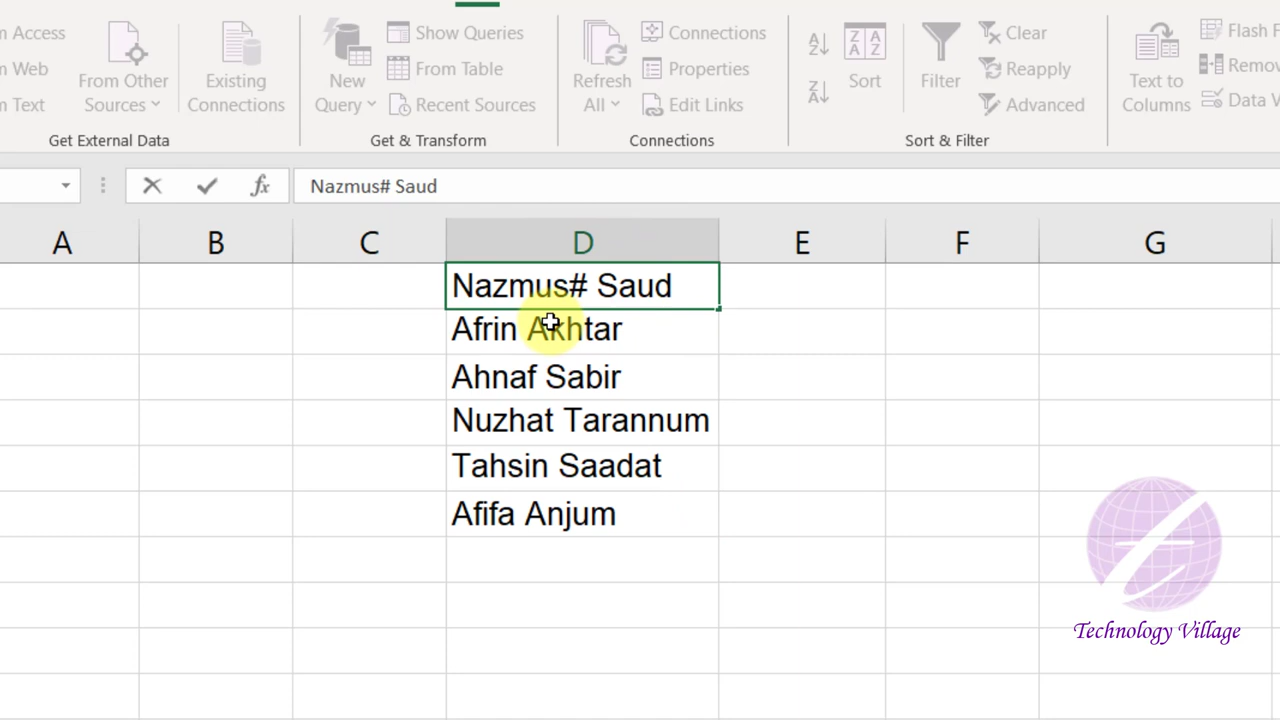 m Access
m Web
m Text
From Other
Sources
Existing
Connections
Get External Data
New
Query
Show Queries
From Table
Recent Sources
Get & Transform
Refresh
All
Connections
Properties
Edit Links
Connections
A
Z
Z
A
Z A
A Z
Sort
Filter
Clear
Reapply
Advanced
Sort & Filter
Text to
Columns
Flash F
Remov
Data V
fx Nazmus# Saud
A B C D E F G
Nazmus# Saud
Afrin Akhtar
Ahnaf Sabir
Nuzhat Tarannum
Tahsin Saadat
Afifa Anjum
Technology Village